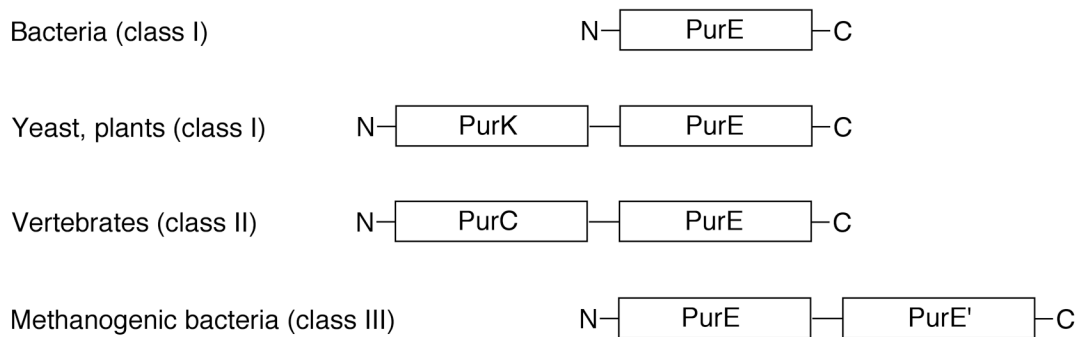 Bacteria (class I) N PurE C
Yeast, plants (class I) N PurK PurE C
Vertebrates (class II) N PurC PurE C
Methanogenic bacteria (class III) N PurE PurE' C